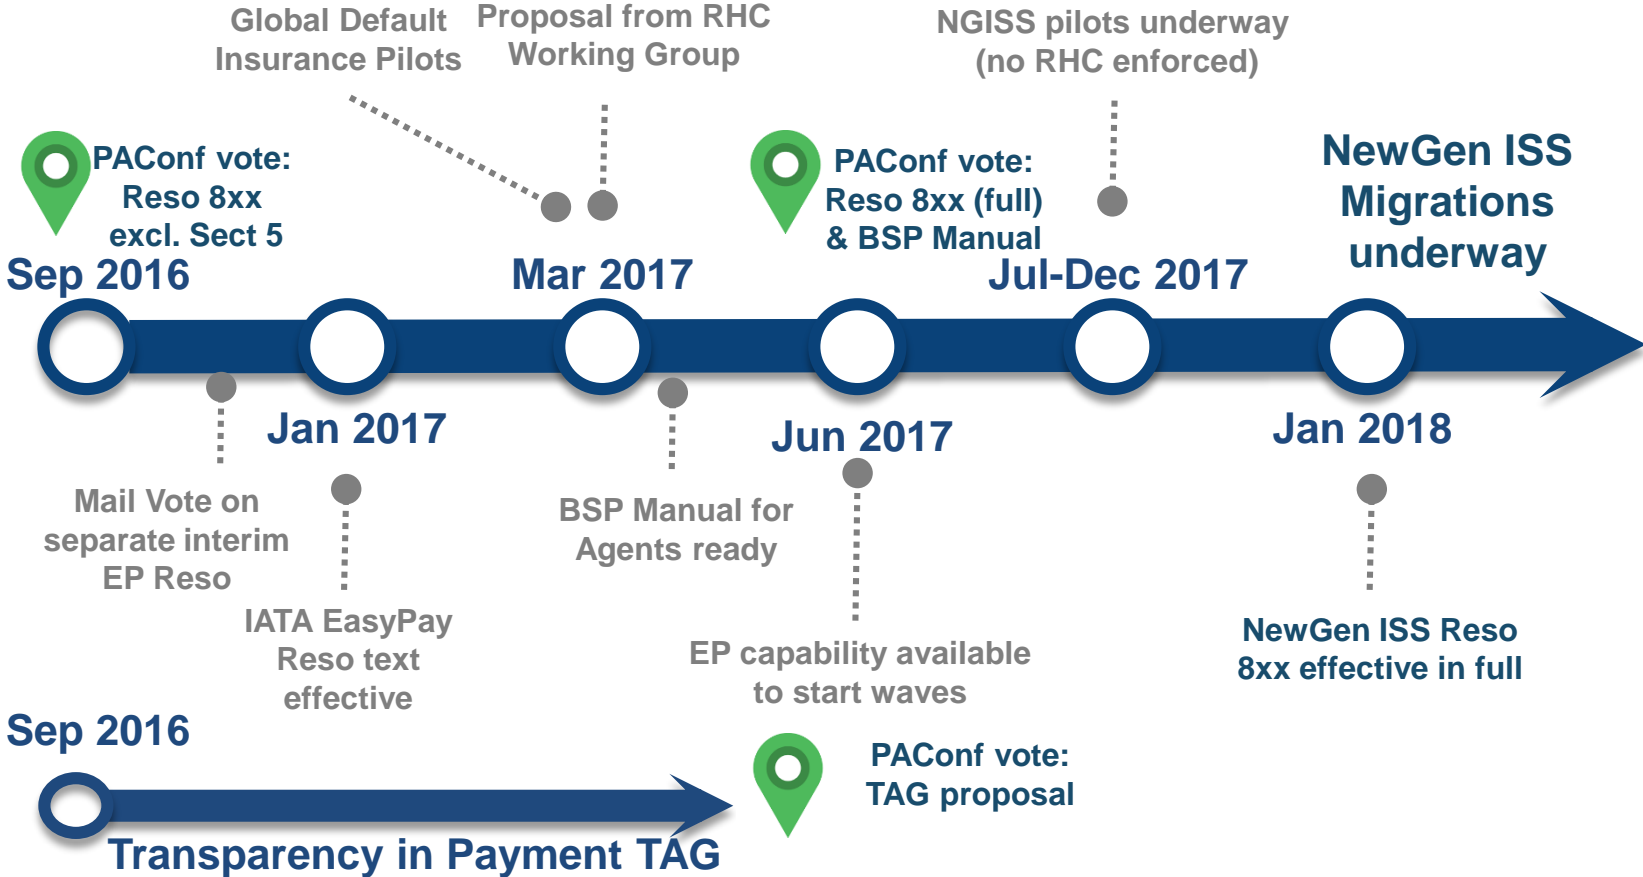 Global Default
Insurance Pilots
Proposal from RHC
Working Group
NGISS pilots underway
(no RHC enforced)
PAConf vote:
Reso 8xx
excl. Sect 5
PAConf vote:
Reso 8xx (full)
& BSP Manual
NewGen ISS
Migrations
underway
Sep 2016
Mar 2017
Jul-Dec 2017
Jan 2017
Jun 2017
Jan 2018
Mail Vote on
separate interim
EP Reso
BSP Manual for
Agents ready
IATA EasyPay
Reso text
effective
EP capability available
to start waves
NewGen ISS Reso
8xx effective in full
Sep 2016
PAConf vote:
TAG proposal
Transparency in Payment TAG